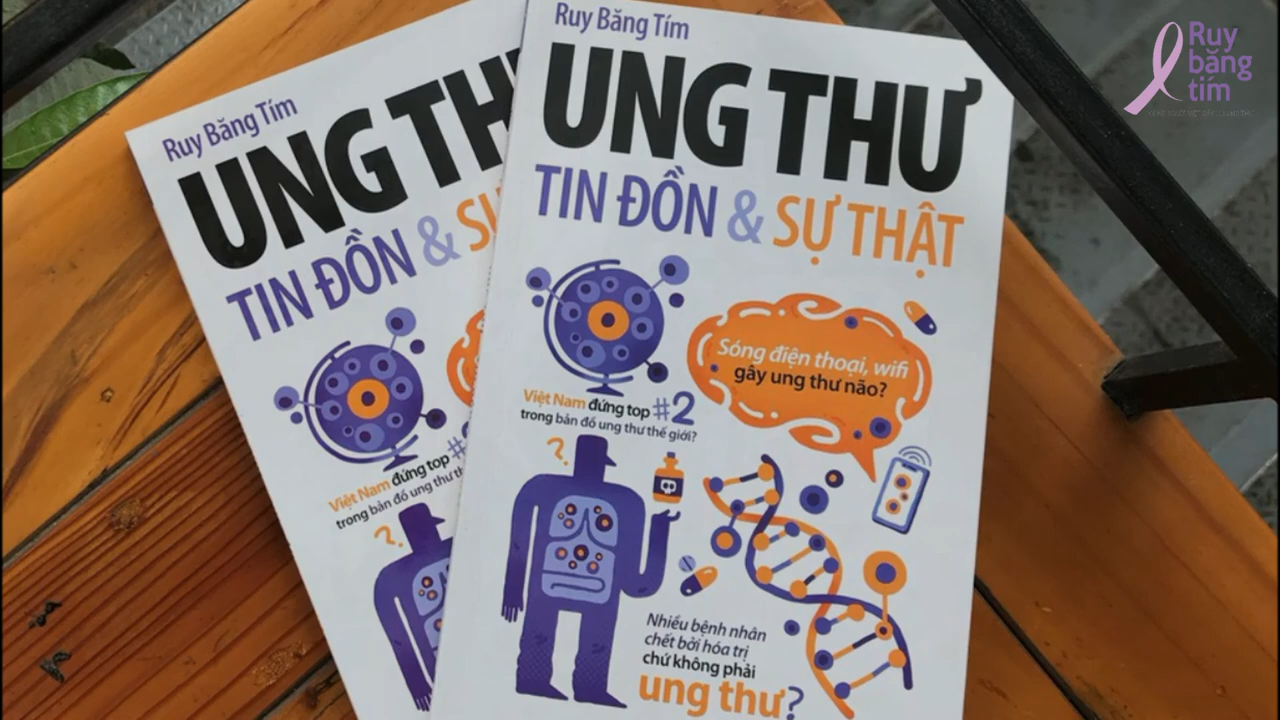 Ruy Băng Tím
UNG THƯ
TIN ĐỒN & SỰ THẬT
Sóng điện thoại, wifi
gây ung thư não?
Việt Nam đứng top #2
trong bản đồ ung thư thế giới?
Nhiều bệnh nhân
chết bởi hóa trị
chứ không phải
ung thư?
Ruy Băng Tím
UNG TH
TIN ĐỒN &
Việt Nam đứng top #
trong bản đồ ung thư
Ruy
băng
tím